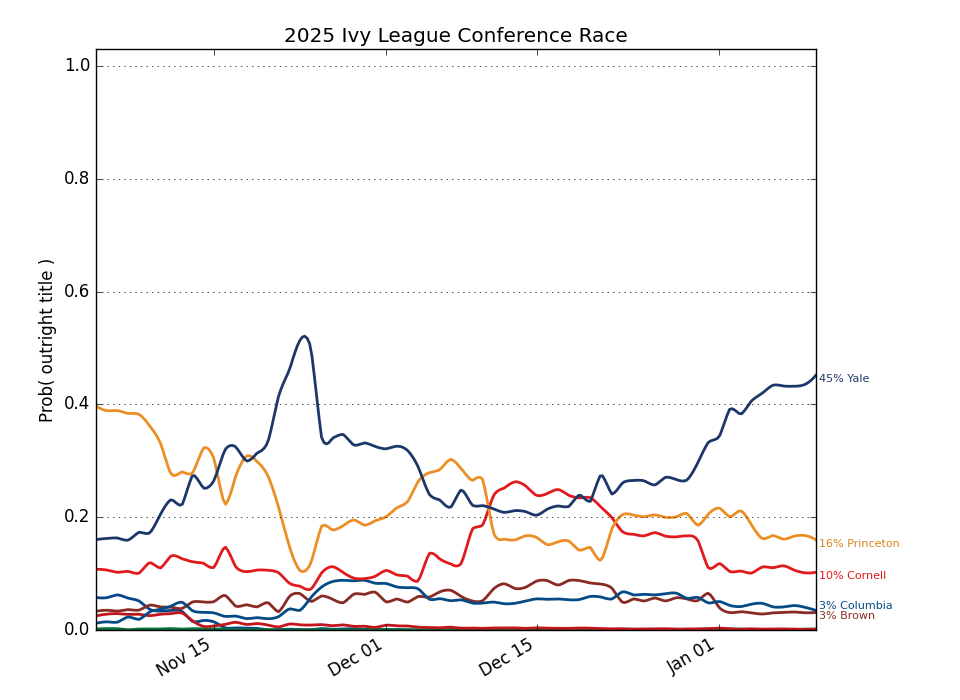 2025 Ivy League Conference Race
Prob( outright title )
1.0
0.8
0.6
0.4
0.2
0.0
Nov 15
Dec 01
Dec 15
Jan 01
45% Yale
16% Princeton
10% Cornell
3% Columbia
3% Brown